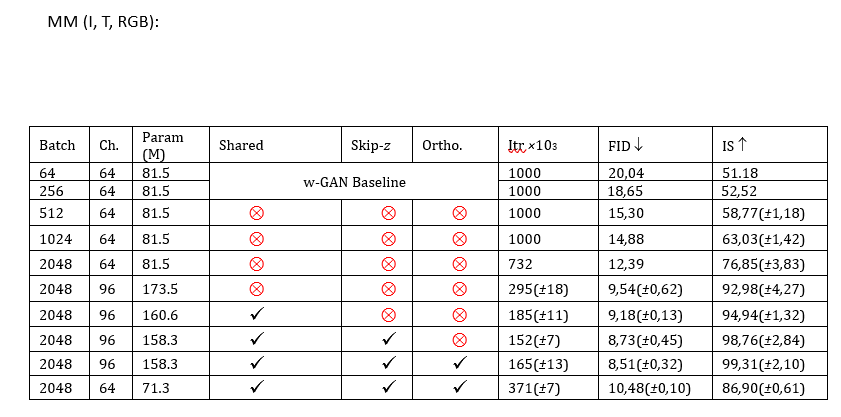 MM (I, T, RGB):
Batch Ch. Param (M) Shared Skip-z Ortho. Itr.×103 FID ↓ IS ↑
64 64 81.5 w-GAN Baseline 1000 20,04 51.18
256 64 81.5 1000 18,65 52,52
512 64 81.5 ⊗ ⊗ ⊗ 1000 15,30 58,77(±1,18)
1024 64 81.5 ⊗ ⊗ ⊗ 1000 14,88 63,03(±1,42)
2048 64 81.5 ⊗ ⊗ ⊗ 732 12,39 76,85(±3,83)
2048 96 173.5 ⊗ ⊗ ⊗ 295(±18) 9,54(±0,62) 92,98(±4,27)
2048 96 160.6 ✓ ⊗ ⊗ 185(±11) 9,18(±0,13) 94,94(±1,32)
2048 96 158.3 ✓ ✓ ⊗ 152(±7) 8,73(±0,45) 98,76(±2,84)
2048 96 158.3 ✓ ✓ ✓ 165(±13) 8,51(±0,32) 99,31(±2,10)
2048 64 71.3 ✓ ✓ ✓ 371(±7) 10,48(±0,10) 86,90(±0,61)